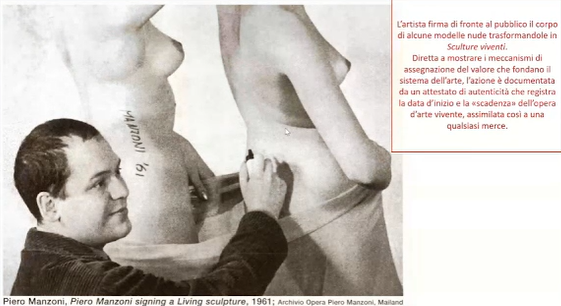 L'artista firma di fronte al pubblico il corpo
di alcune modelle nude trasformandole in
Sculture viventi.
Diretta a mostrare i meccanismi di
assegnazione del valore che fondano il
sistema dell'arte, l'azione è documentata
da un attestato di autenticità che registra
la data d'inizio e la «scadenza» dell'opera
d'arte vivente, assimilata così a una
qualsiasi merce.
MANZONI '61
Piero Manzoni, Piero Manzoni signing a Living sculpture, 1961; Archivio Opera Piero Manzoni, Mailand